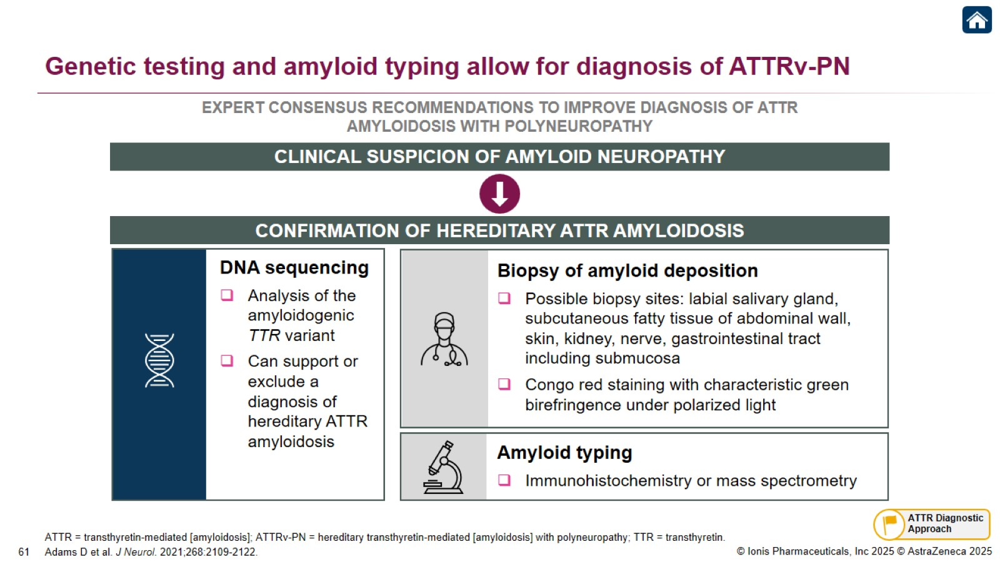 Genetic testing and amyloid typing allow for diagnosis of ATTRv-PN
EXPERT CONSENSUS RECOMMENDATIONS TO IMPROVE DIAGNOSIS OF ATTR
AMYLOIDOSIS WITH POLYNEUROPATHY
CLINICAL SUSPICION OF AMYLOID NEUROPATHY
CONFIRMATION OF HEREDITARY ATTR AMYLOIDOSIS
DNA sequencing
Analysis of the
amyloidogenic
TTR variant
Can support or
exclude a
diagnosis of
hereditary ATTR
amyloidosis
Biopsy of amyloid deposition
Possible biopsy sites: labial salivary gland,
subcutaneous fatty tissue of abdominal wall,
skin, kidney, nerve, gastrointestinal tract
including submucosa
Congo red staining with characteristic green
birefringence under polarized light
Amyloid typing
Immunohistochemistry or mass spectrometry
ATTR Diagnostic
Approach
ATTR = transthyretin-mediated [amyloidosis]; ATTRv-PN = hereditary transthyretin-mediated [amyloidosis] with polyneuropathy; TTR = transthyretin.
61 Adams D et al. J Neurol. 2021;268:2109-2122.
© Ionis Pharmaceuticals, Inc 2025 © AstraZeneca 2025